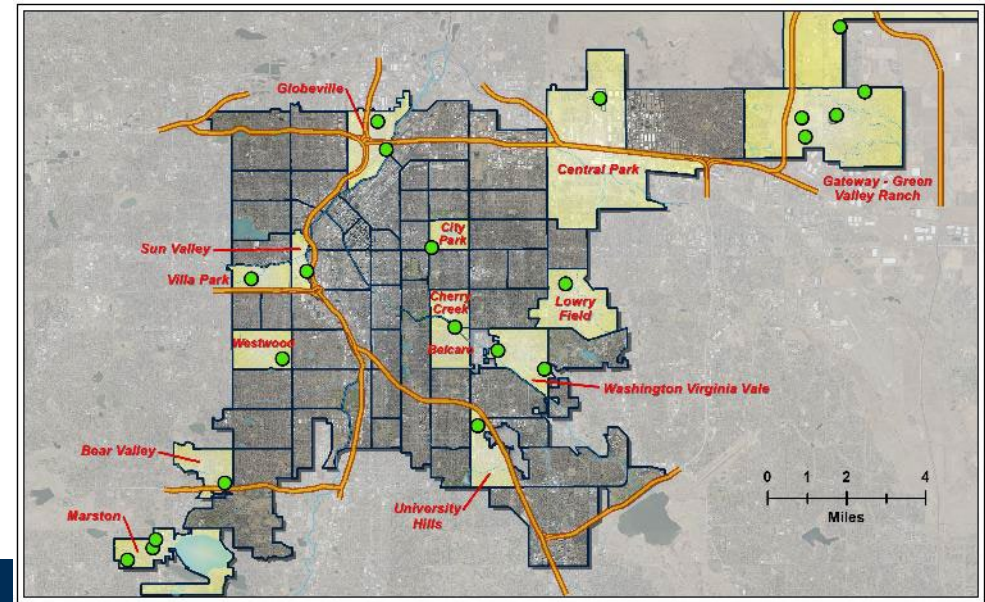 Globeville
Central Park
Gateway - Green
Valley Ranch
City
Park
Sun Valley
Villa Park
Cherry
Creek
Lowry
Field
Westwood
Belcaro
Washington Virginia Vale
Bear Valley
University
Hills
Marston
0 1 2 4
Miles